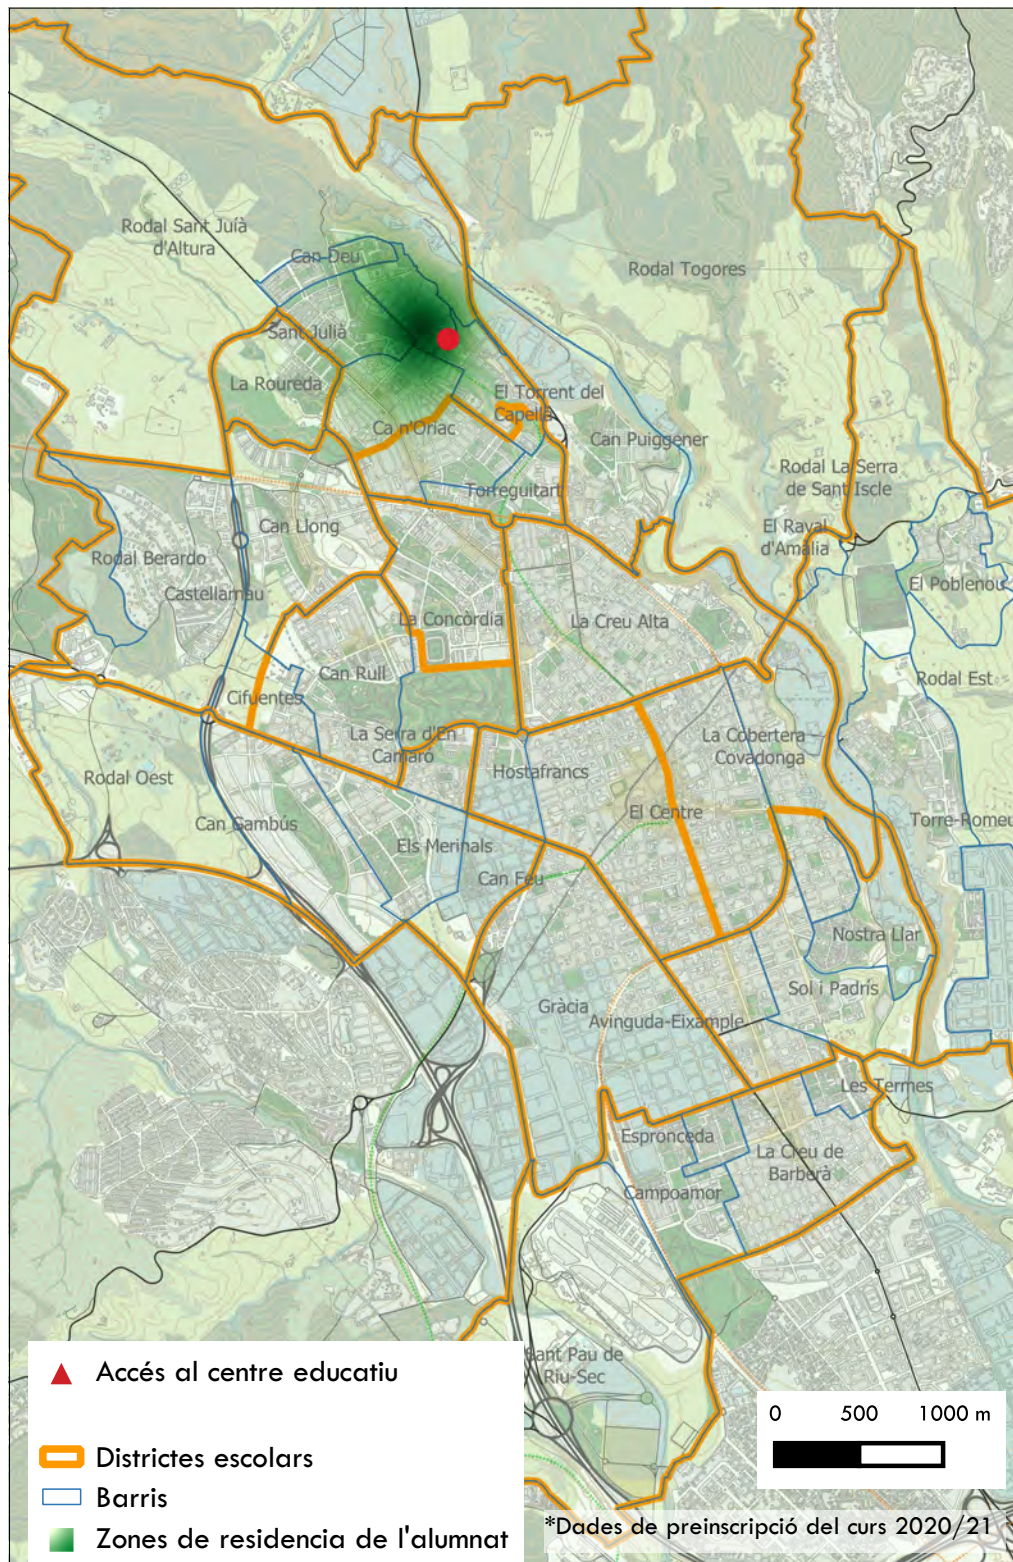 Rodal Sant Juíà
d'Altura
Can Deu
Rodal Togores
Sant Julià
La Roureda
El Torrent del
Capella
Ca n'Oriac
Can Puiggener
Rodal La Serra
de Sant Iscle
Torreguitart
Can Llong
El Raval
d'Amàlia
Rodal Berardo
El Poblenou
Castellarnau
La Concòrdia
La Creu Alta
Can Rull
Rodal Est
Cifuentes
La Serra d'En
Camaró
La Cobertera
Covadonga
Rodal Oest
Hostafrancs
El Centre
Can Gambús
Torre-Romeu
Els Merinals
Can Feu
Nostra Llar
Sol i Padrís
Gràcia
Avinguda-Eixample
Les Termes
Espronceda
La Creu de
Barberà
Campoamor
Sant Pau de
Riu-Sec
Accés al centre educatiu
Districtes escolars
Barris
Zones de residencia de l'alumnat
0 500 1000 m
*Dades de preinscripció del curs 2020/21